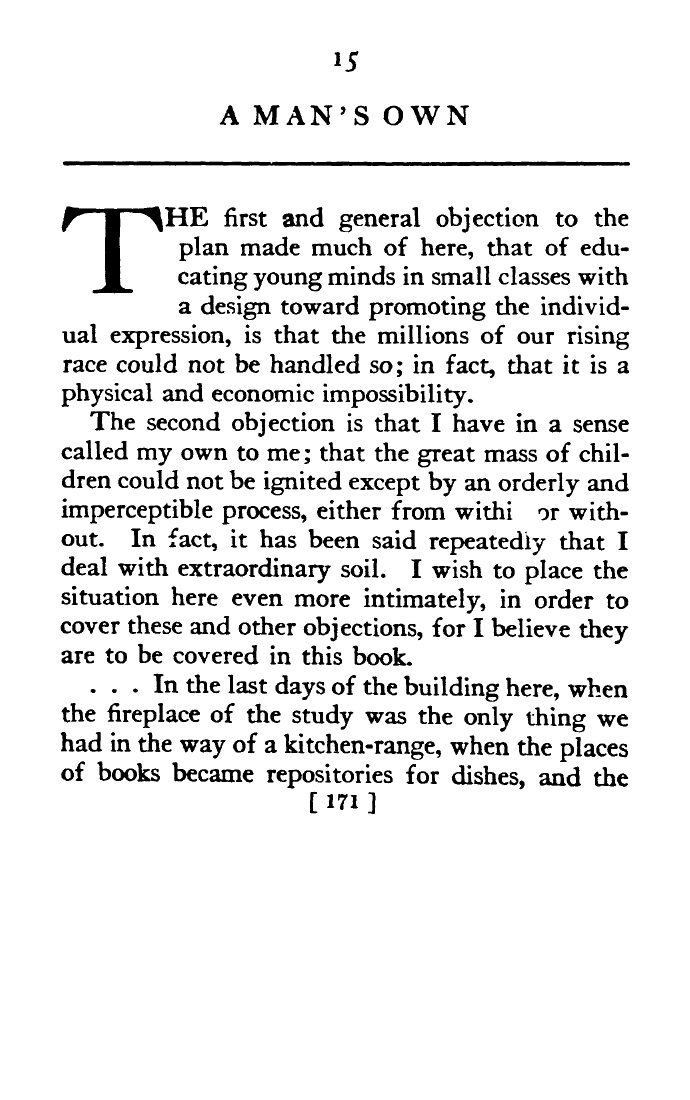 15
A MAN'S OWN
THE first and general objection to the
plan made much of here, that of edu-
cating young minds in small classes with
a design toward promoting the individ-
ual expression, is that the millions of our rising
race could not be handled so; in fact, that it is a
physical and economic impossibility.
The second objection is that I have in a sense
called my own to me; that the great mass of chil-
dren could not be ignited except by an orderly and
imperceptible process, either from withi or with-
out. In fact, it has been said repeatedly that I
deal with extraordinary soil. I wish to place the
situation here even more intimately, in order to
cover these and other objections, for I believe they
are to be covered in this book.
. . . In the last days of the building here, when
the fireplace of the study was the only thing we
had in the way of a kitchen-range, when the places
of books became repositories for dishes, and the
[ 171 ]